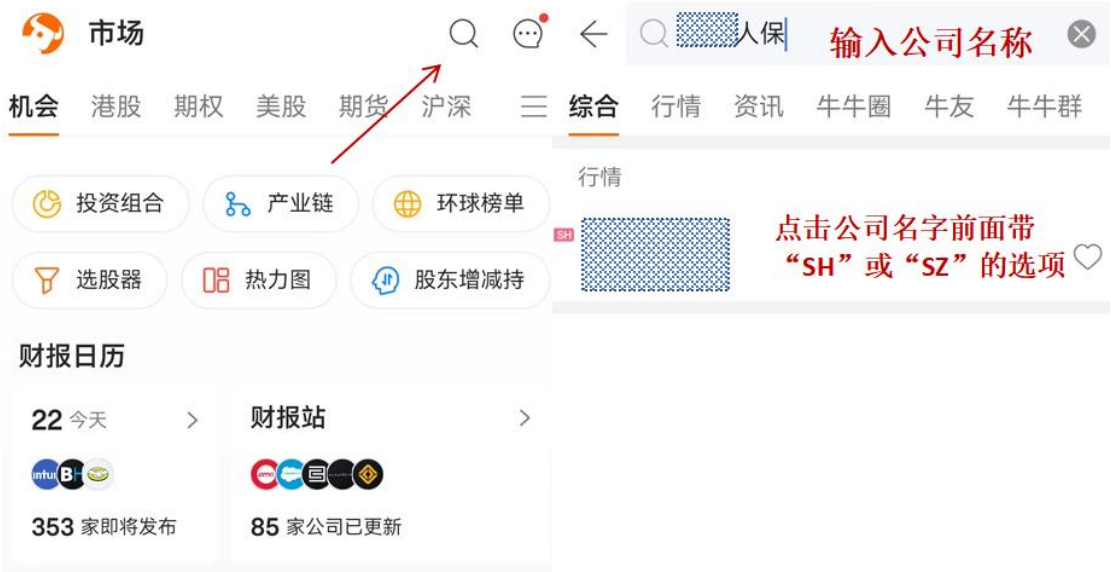 市场
机会 港股 期权 美股 期货 沪深
投资组合 产业链 环球榜单
选股器 热力图 股东增减持
财报日历
22 今天
353 家即将发布
财报站
85 家公司已更新
人保
输入公司名称
综合 行情 资讯 牛牛圈 牛友 牛牛群
行情
SH
点击公司名字前面带
“SH”或“SZ”的选项